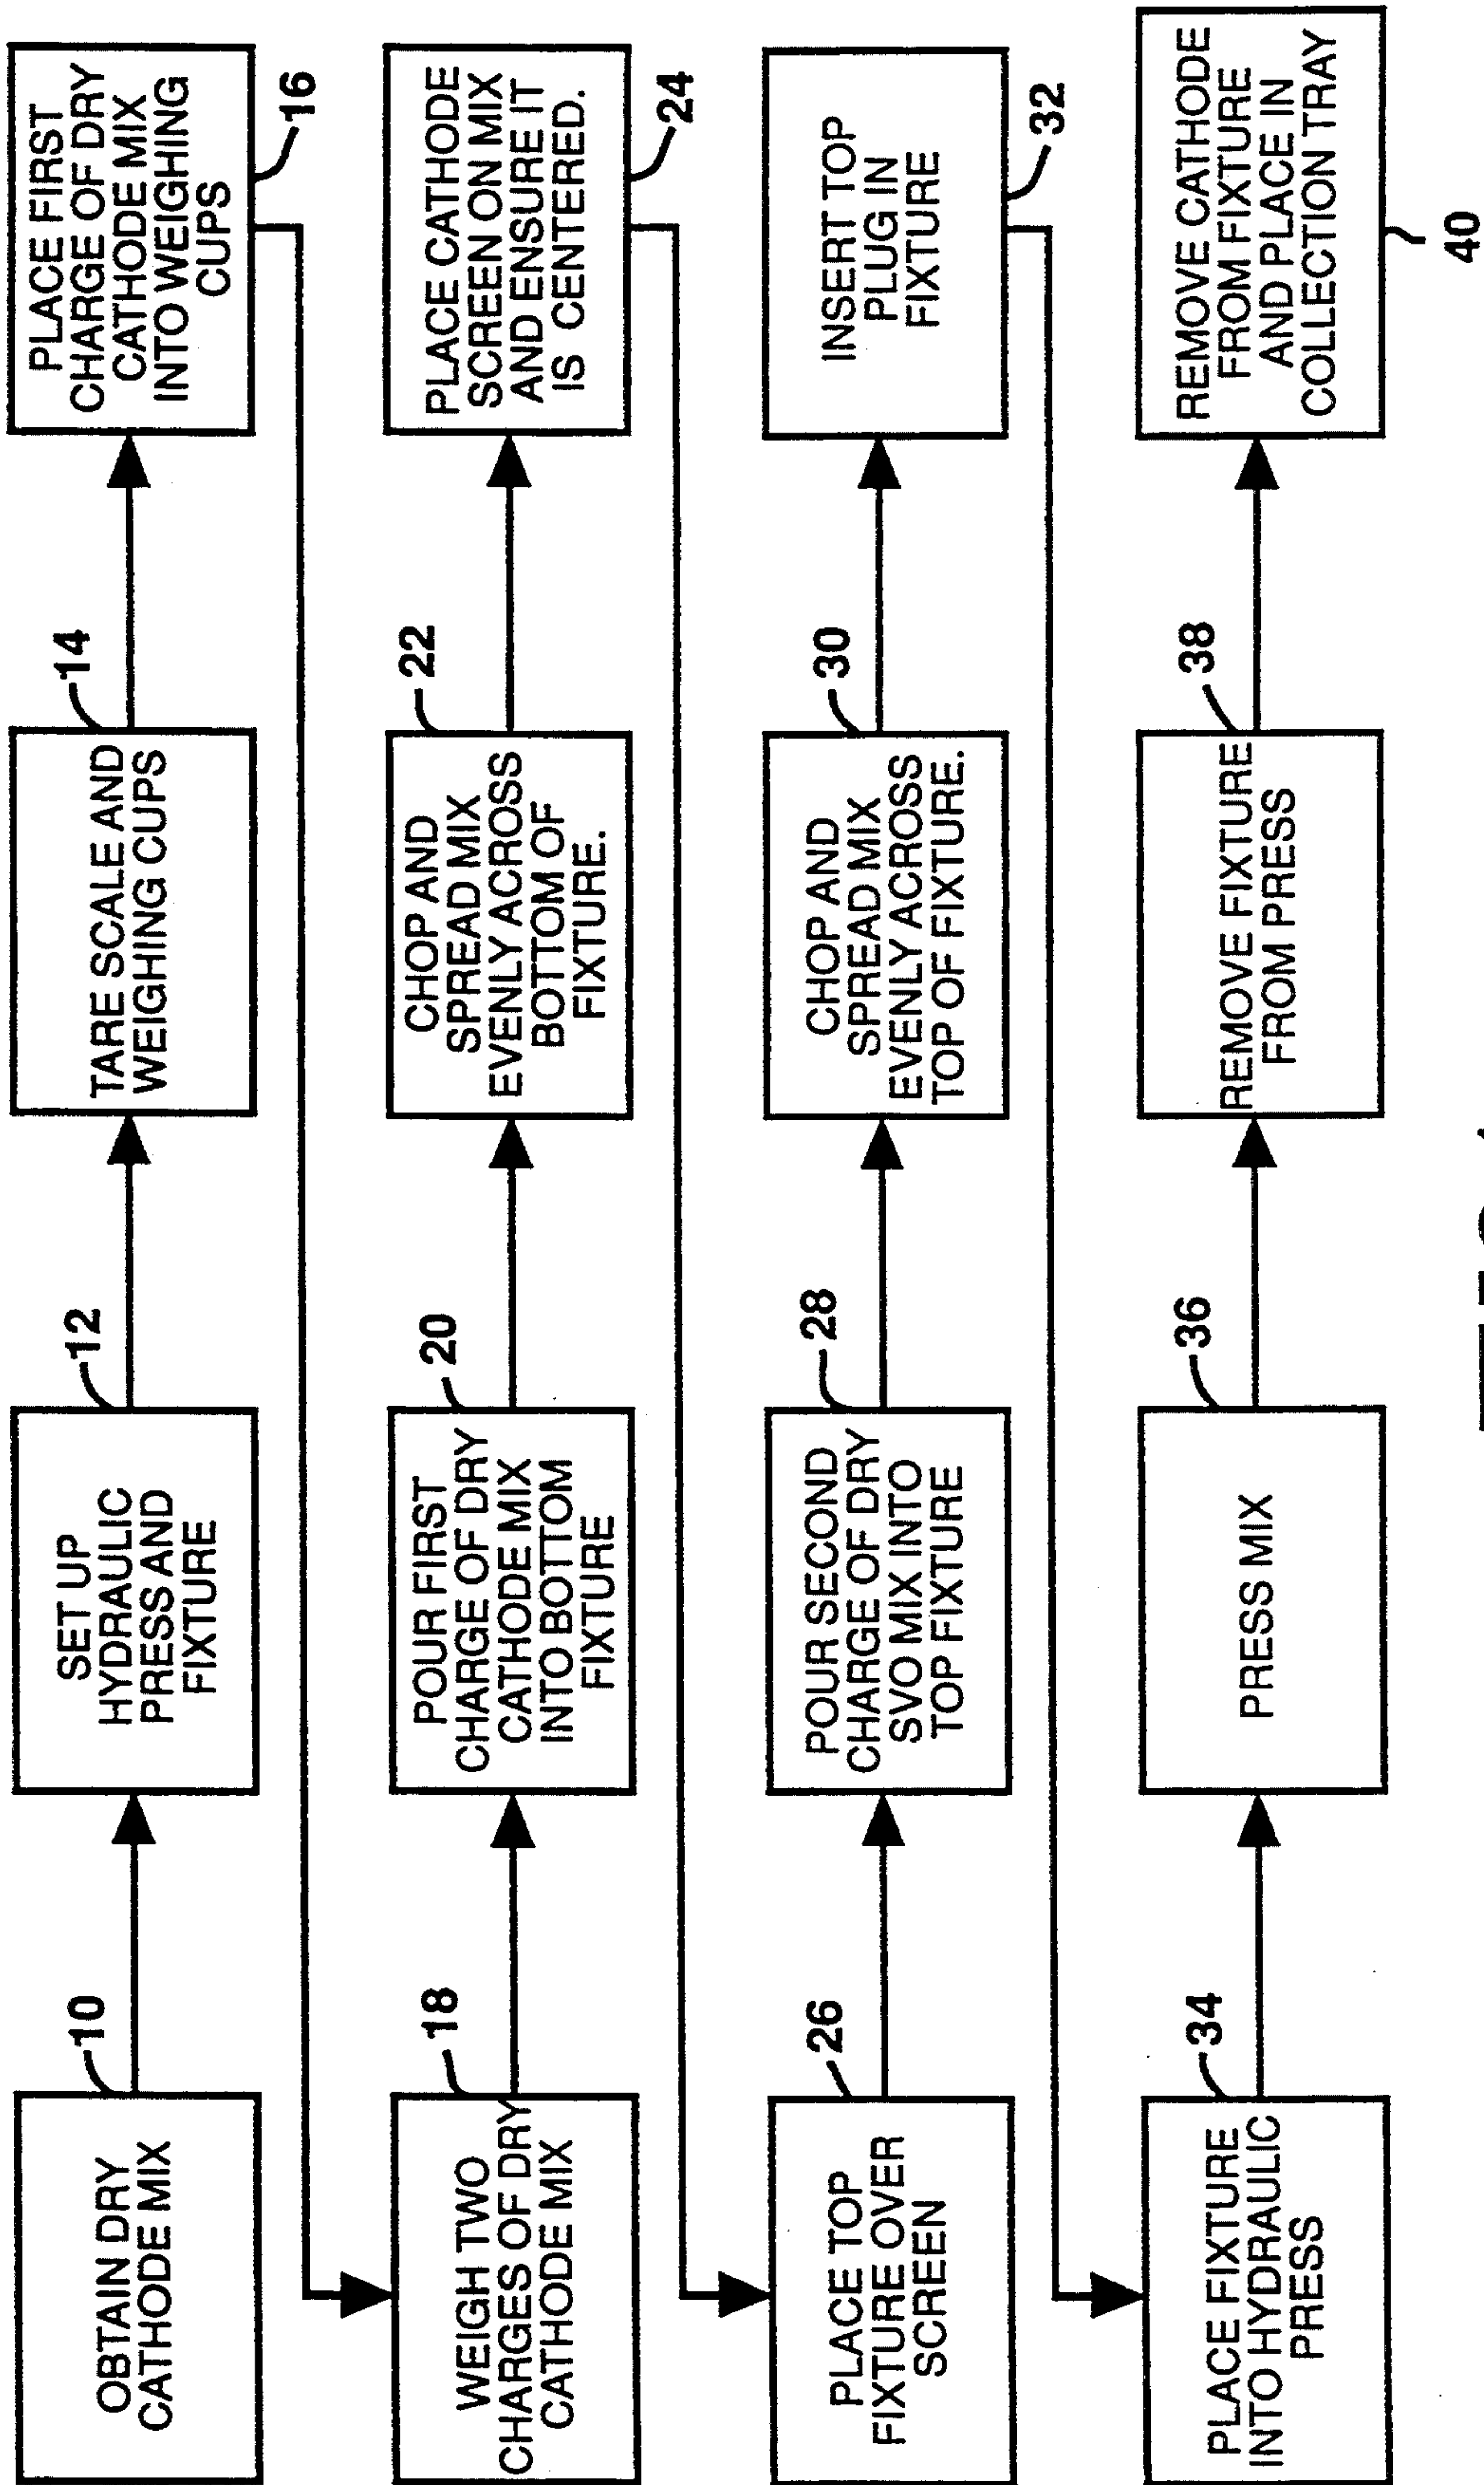 OBTAIN DRY
CATHODE MIX
10
SET UP
HYDRAULIC
PRESS AND
FIXTURE
12
TARE SCALE AND
WEIGHING CUPS
14
PLACE FIRST
CHARGE OF DRY
CATHODE MIX
INTO WEIGHING
CUPS
16
WEIGH TWO
CHARGES OF DRY
CATHODE MIX
18
POUR FIRST
CHARGE OF DRY
CATHODE MIX
INTO BOTTOM
FIXTURE
20
CHOP AND
SPREAD MIX
EVENLY ACROSS
BOTTOM OF
FIXTURE.
22
PLACE CATHODE
SCREEN ON MIX
AND ENSURE IT
IS CENTERED.
24
PLACE TOP
FIXTURE OVER
SCREEN
26
POUR SECOND
CHARGE OF DRY
SVO MIX INTO
TOP FIXTURE
28
CHOP AND
SPREAD MIX
EVENLY ACROSS
TOP OF FIXTURE.
30
INSERT TOP
PLUG IN
FIXTURE
32
PLACE FIXTURE
INTO HYDRAULIC
PRESS
34
PRESS MIX
36
REMOVE FIXTURE
FROM PRESS
38
REMOVE CATHODE
FROM FIXTURE
AND PLACE IN
COLLECTION TRAY
40